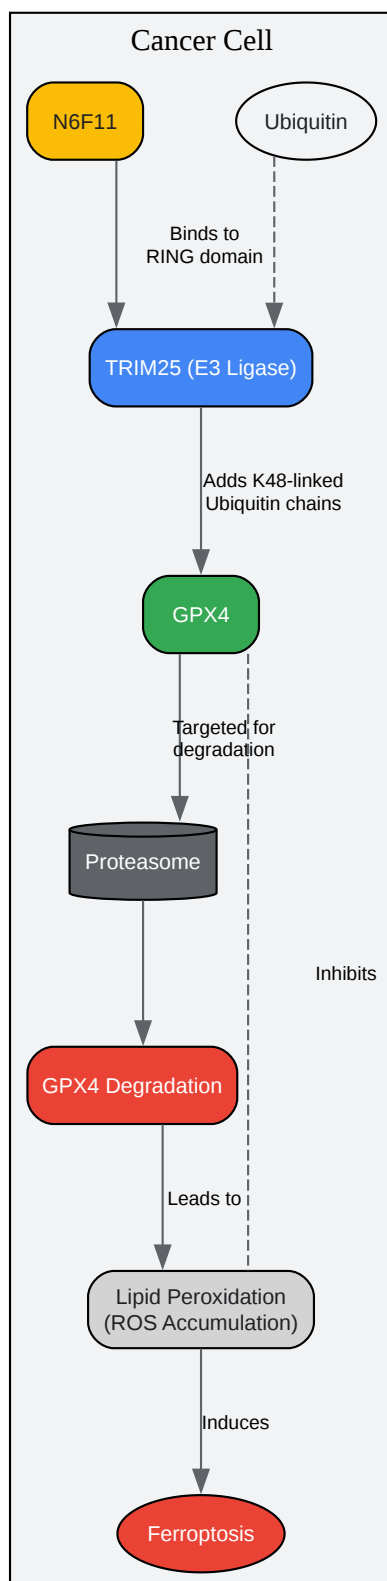 Cancer Cell
N6F11
Ubiquitin
Binds to
RING domain
TRIM25 (E3 Ligase)
Adds K48-linked
Ubiquitin chains
GPX4
Targeted for
degradation
Proteasome
Inhibits
GPX4 Degradation
Leads to
Lipid Peroxidation
(ROS Accumulation)
Induces
Ferroptosis